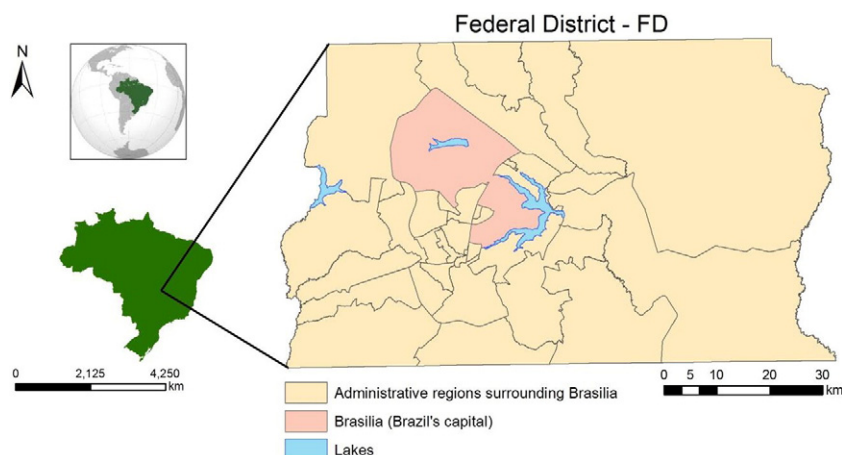 Federal District - FD
N
0 2,125 4,250
km
0 5 10 20 30
km
Administrative regions surrounding Brasilia
Brasilia (Brazil's capital)
Lakes